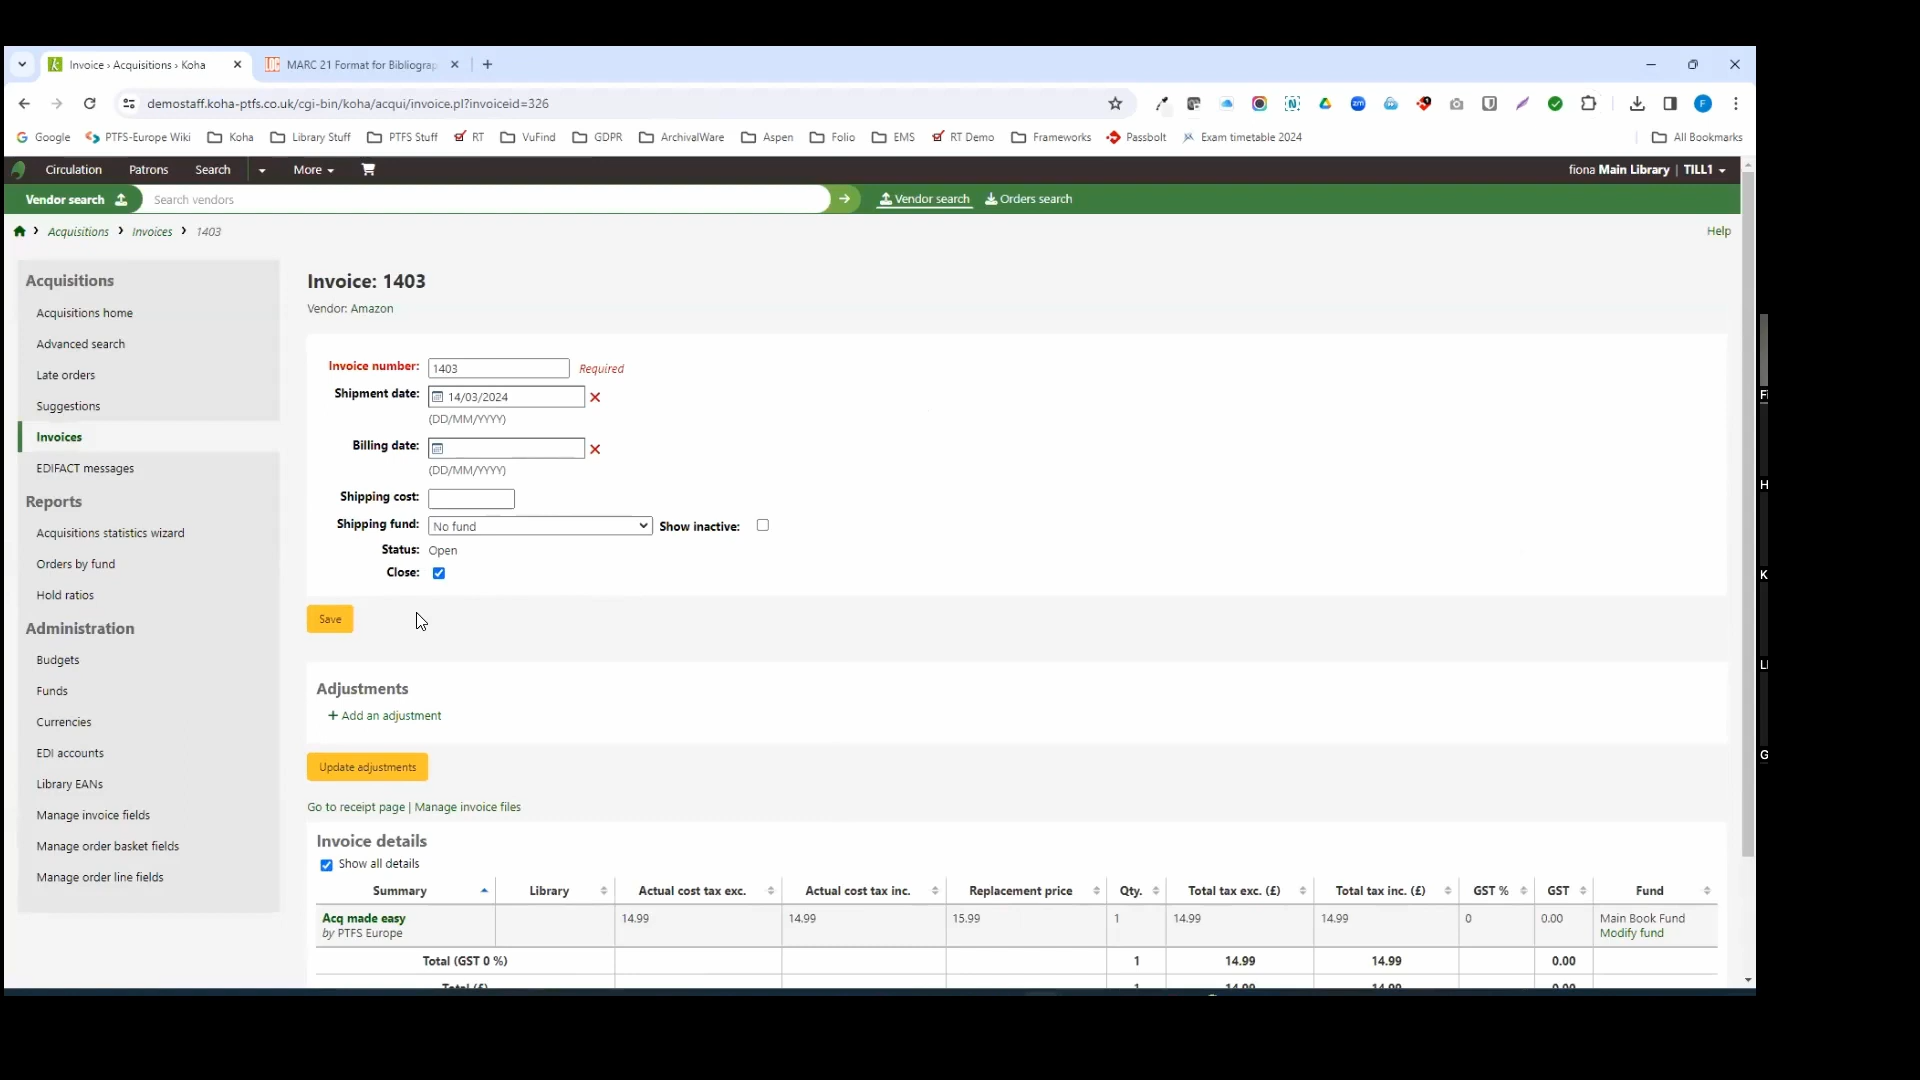 Invoice › Acquisitions › Koha
MARC 21 Format for Bibliograp
demostaff.koha-ptfs.co.uk/cgi-bin/koha/acqui/invoice.pl?invoiceid=326
Google PTFS-Europe Wiki Koha Library Stuff PTFS Stuff RT VuFind GDPR ArchivalWare Aspen Folio EMS RT Demo Frameworks Passbolt Exam timetable 2024 All Bookmarks
Circulation Patrons Search More fiona Main Library | TILL1
Vendor search Search vendors Vendor search Orders search
Acquisitions › Invoices › 1403 Help
Acquisitions
Acquisitions home
Advanced search
Late orders
Suggestions
Invoices
EDIFACT messages
Reports
Acquisitions statistics wizard
Orders by fund
Hold ratios
Administration
Budgets
Funds
Currencies
EDI accounts
Library EANs
Manage invoice fields
Manage order basket fields
Manage order line fields
Invoice: 1403
Vendor: Amazon
Invoice number: 1403 Required
Shipment date: 14/03/2024
(DD/MM/YYYY)
Billing date:
(DD/MM/YYYY)
Shipping cost:
Shipping fund: No fund Show inactive:
Status: Open
Close:
Save
Adjustments
+ Add an adjustment
Update adjustments
Go to receipt page | Manage invoice files
Invoice details
Show all details
Summary Library Actual cost tax exc. Actual cost tax inc. Replacement price Qty. Total tax exc. (£) Total tax inc. (£) GST % GST Fund
Acq made easy 14.99 14.99 15.99 1 14.99 14.99 0 0.00 Main Book Fund
by PTFS Europe Modify fund
Total (GST 0 %) 1 14.99 14.99 0.00
Total (£) 1 14.99 14.99 0.00